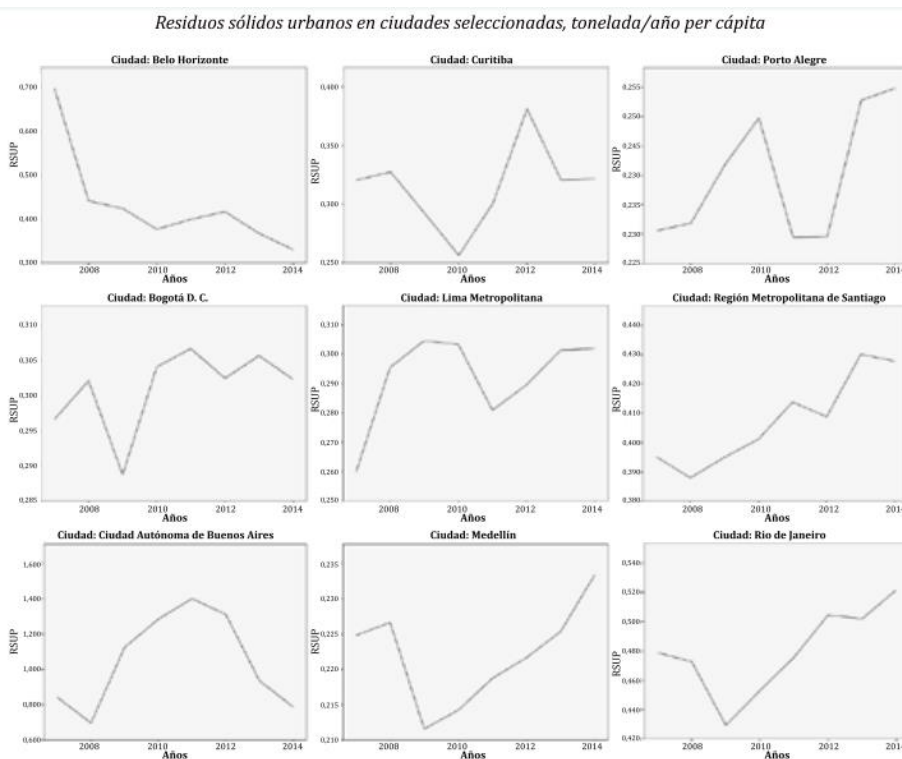 Residuos sólidos urbanos en ciudades seleccionadas, tonelada/año per cápita
Ciudad: Belo Horizonte
RSUP
0,700
0,600
0,500
0,400
0,300
2008 2010 2012 2014
Años
Ciudad: Curitiba
RSUP
0,400
0,350
0,300
0,250
2008 2010 2012 2014
Años
Ciudad: Porto Alegre
RSUP
0,255
0,250
0,245
0,230
0,235
0,230
0,225
2008 2010 2012 2014
Años
Ciudad: Bogotá D. C.
RSUP
0,310
0,305
0,300
0,295
0,290
0,285
2008 2010 2012 2014
Años
Ciudad: Lima Metropolitana
RSUP
0,310
0,300
0,290
0,280
0,270
0,260
0,250
2008 2010 2012 2014
Años
Ciudad: Región Metropolitana de Santiago
RSUP
0,440
0,430
0,420
0,410
0,400
0,390
0,380
2008 2010 2012 2014
Años
Ciudad: Ciudad Autónoma de Buenos Aires
RSUP
1,600
1,400
1,200
1,000
0,800
0,600
2008 2010 2012 2014
Años
Ciudad: Medellín
RSUP
0,235
0,230
0,225
0,220
0,215
0,210
2008 2010 2012 2014
Años
Ciudad: Rio de Janeiro
RSUP
0,540
0,520
0,500
0,480
0,460
0,440
0,420
2008 2010 2012 2014
Años